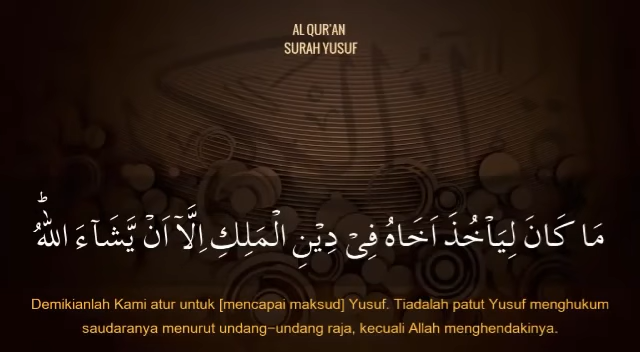 AL QUR'AN
SURAH YUSUF
مَا كَانَ لِيَأْخُذَ اَخَاهُ فِيْ دِيْنِ الْمَلِكِ اِلَّآ اَنْ يَّشَاۤءَ اللّٰهُ ۗ
Demikianlah Kami atur untuk [mencapai maksud] Yusuf. Tiadalah patut Yusuf menghukum
saudaranya menurut undang-undang raja, kecuali Allah menghendakinya.